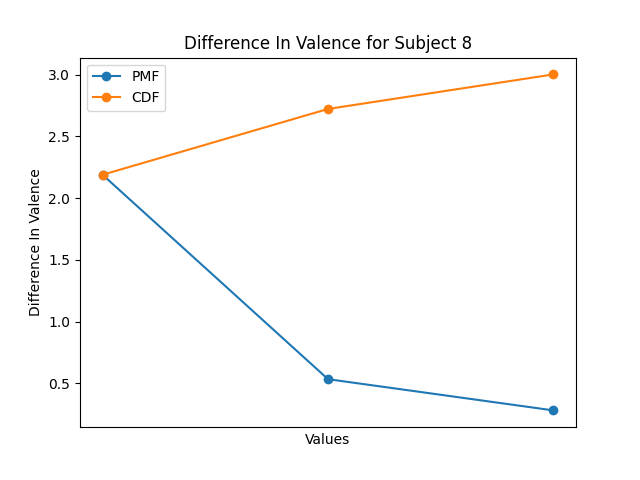 Difference In Valence for Subject 8
PMF
CDF
3.0
2.5
2.0
1.5
1.0
0.5
Difference In Valence
Values